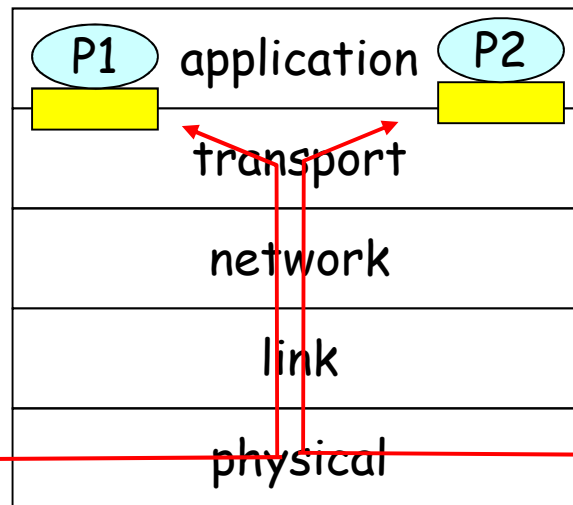 P1 application P2
transport
network
link
physical